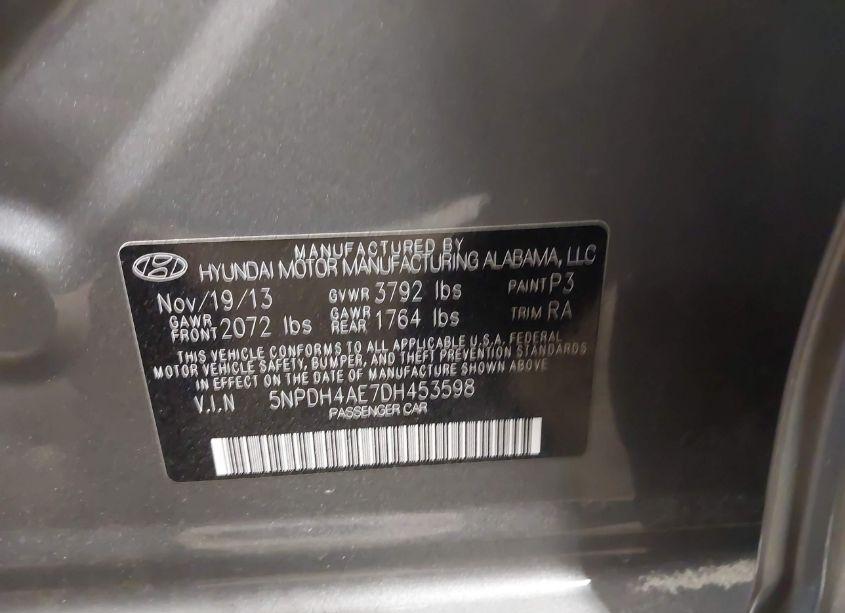 MANUFACTURED BY
HYUNDAI MOTOR MANUFACTURING ALABAMA, LLC
Nov/19/13 GVWR 3792 lbs PAINT P3
GAWR FRONT 2072 lbs GAWR REAR 1764 lbs TRIM RA
THIS VEHICLE CONFORMS TO ALL APPLICABLE U.S.A. FEDERAL
MOTOR VEHICLE SAFETY, BUMPER, AND THEFT PREVENTION STANDARDS
IN EFFECT ON THE DATE OF MANUFACTURE SHOWN ABOVE
V.I.N 5NPDH4AE7DH453598
PASSENGER CAR